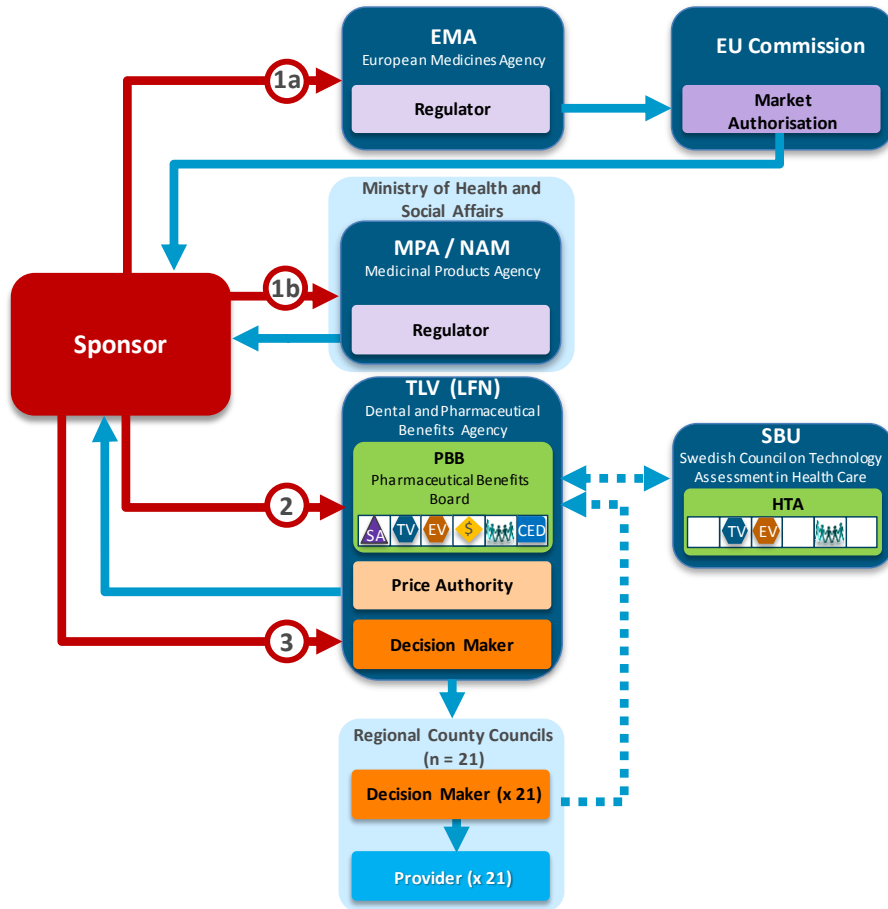 EMA
European Medicines Agency
Regulator
EU Commission
Market
Authorisation
1a
Ministry of Health and
Social Affairs
MPA / NAM
Medicinal Products Agency
Regulator
1b
Sponsor
TLV (LFN)
Dental and Pharmaceutical
Benefits Agency
PBB
Pharmaceutical Benefits
Board
SA TV EV $ CED
Price Authority
Decision Maker
2
3
SBU
Swedish Council on Technology
Assessment in Health Care
HTA
TV EV
Regional County Councils
(n = 21)
Decision Maker (x 21)
Provider (x 21)